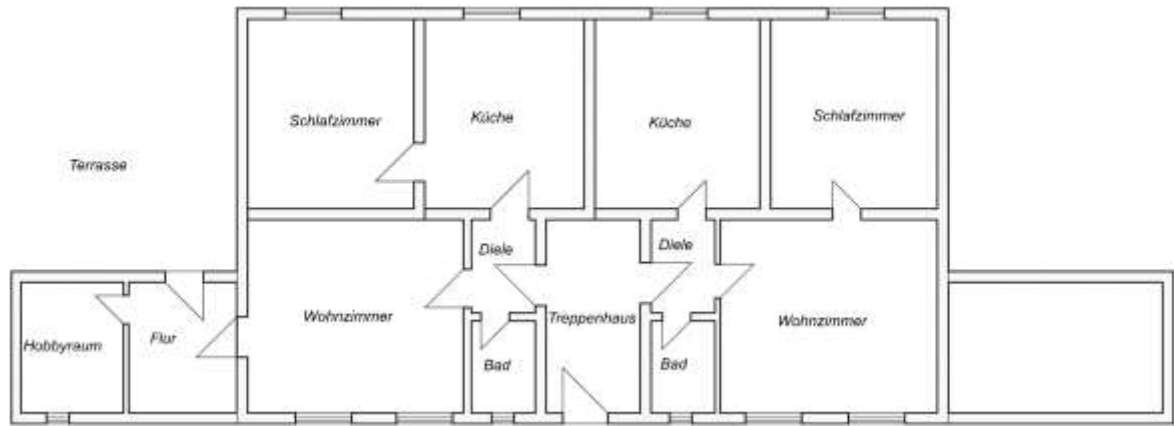 Schlafzimmer
Küche
Küche
Schlafzimmer
Terrasse
Diele
Diele
Hobbyraum
Flur
Wohnzimmer
Treppenhaus
Wohnzimmer
Bad
Bad